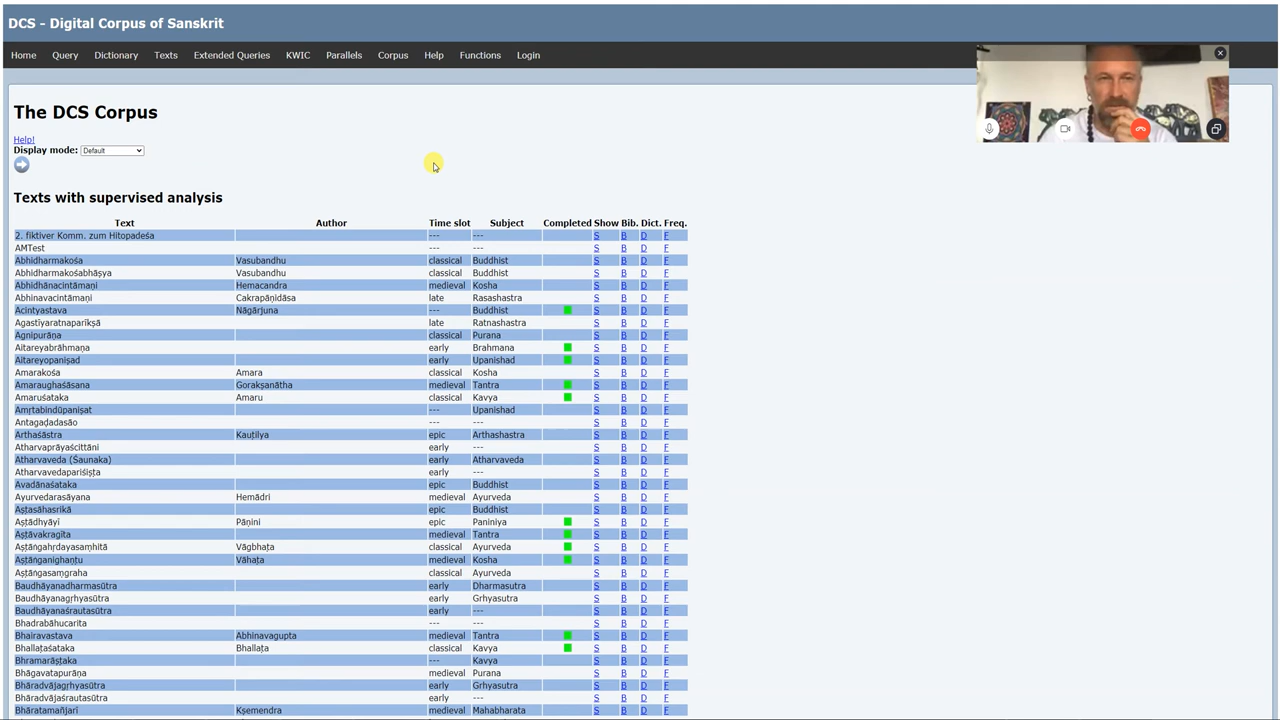 DCS - Digital Corpus of Sanskrit
Home Query Dictionary Texts Extended Queries KWIC Parallels Corpus Help Functions Login
The DCS Corpus
Help!
Display mode: Default
Texts with supervised analysis
Text Author Time slot Subject Completed Show Bib. Dict. Freq.
2. fiktiver Komm. zum Hitopadeśa --- --- S B D F
AMTest --- --- S B D F
Abhidharmakośa Vasubandhu classical Buddhist S B D F
Abhidharmakośabhāṣya Vasubandhu classical Buddhist S B D F
Abhidhānacintāmaṇi Hemacandra medieval Kosha S B D F
Abhinavacintāmaṇi Cakrapāṇidāsa late Rasashastra S B D F
Acintyastava Nāgārjuna --- Buddhist S B D F
Agastīyaratnaparīkṣā late Ratnashastra S B D F
Agnipurāṇa classical Purana S B D F
Aitareyabrāhmaṇa early Brahmana S B D F
Aitareyopaniṣad early Upanishad S B D F
Amarakośa Amara classical Kosha S B D F
Amaraughaśāsana Gorakṣanātha medieval Tantra S B D F
Amaruśataka Amaru classical Kavya S B D F
Amṛtabindūpaniṣat --- Upanishad S B D F
Antagaḍadasāo --- --- S B D F
Arthaśāstra Kauṭilya epic Arthashastra S B D F
Atharvaprāyaścittāni early --- S B D F
Atharvaveda (Śaunaka) early Atharvaveda S B D F
Atharvavedapariśiṣṭa early --- S B D F
Avadānaśataka epic Buddhist S B D F
Ayurvedarasāyana Hemādri medieval Ayurveda S B D F
Aṣṭasāhasrikā epic Buddhist S B D F
Aṣṭādhyāyī Pāṇini epic Paniniya S B D F
Aṣṭāvakragīta medieval Tantra S B D F
Aṣṭāṅgahṛdayasaṃhitā Vāgbhaṭa classical Ayurveda S B D F
Aṣṭāṅganighaṇṭu Vāhaṭa medieval Kosha S B D F
Aṣṭāṅgasaṃgraha classical Ayurveda S B D F
Baudhāyanadharmasūtra early Dharmasutra S B D F
Baudhāyanagṛhyasūtra early Grhyasutra S B D F
Baudhāyanaśrautasūtra early --- S B D F
Bhadrabāhucarita --- --- S B D F
Bhairavastava Abhinavagupta medieval Tantra S B D F
Bhallaṭaśataka Bhallaṭa classical Kavya S B D F
Bhramarāṣṭaka --- Kavya S B D F
Bhāgavatapurāṇa medieval Purana S B D F
Bhāradvājagṛhyasūtra early Grhyasutra S B D F
Bhāradvājaśrautasūtra early --- S B D F
Bhāratamañjarī Kṣemendra medieval Mahabharata S B D F